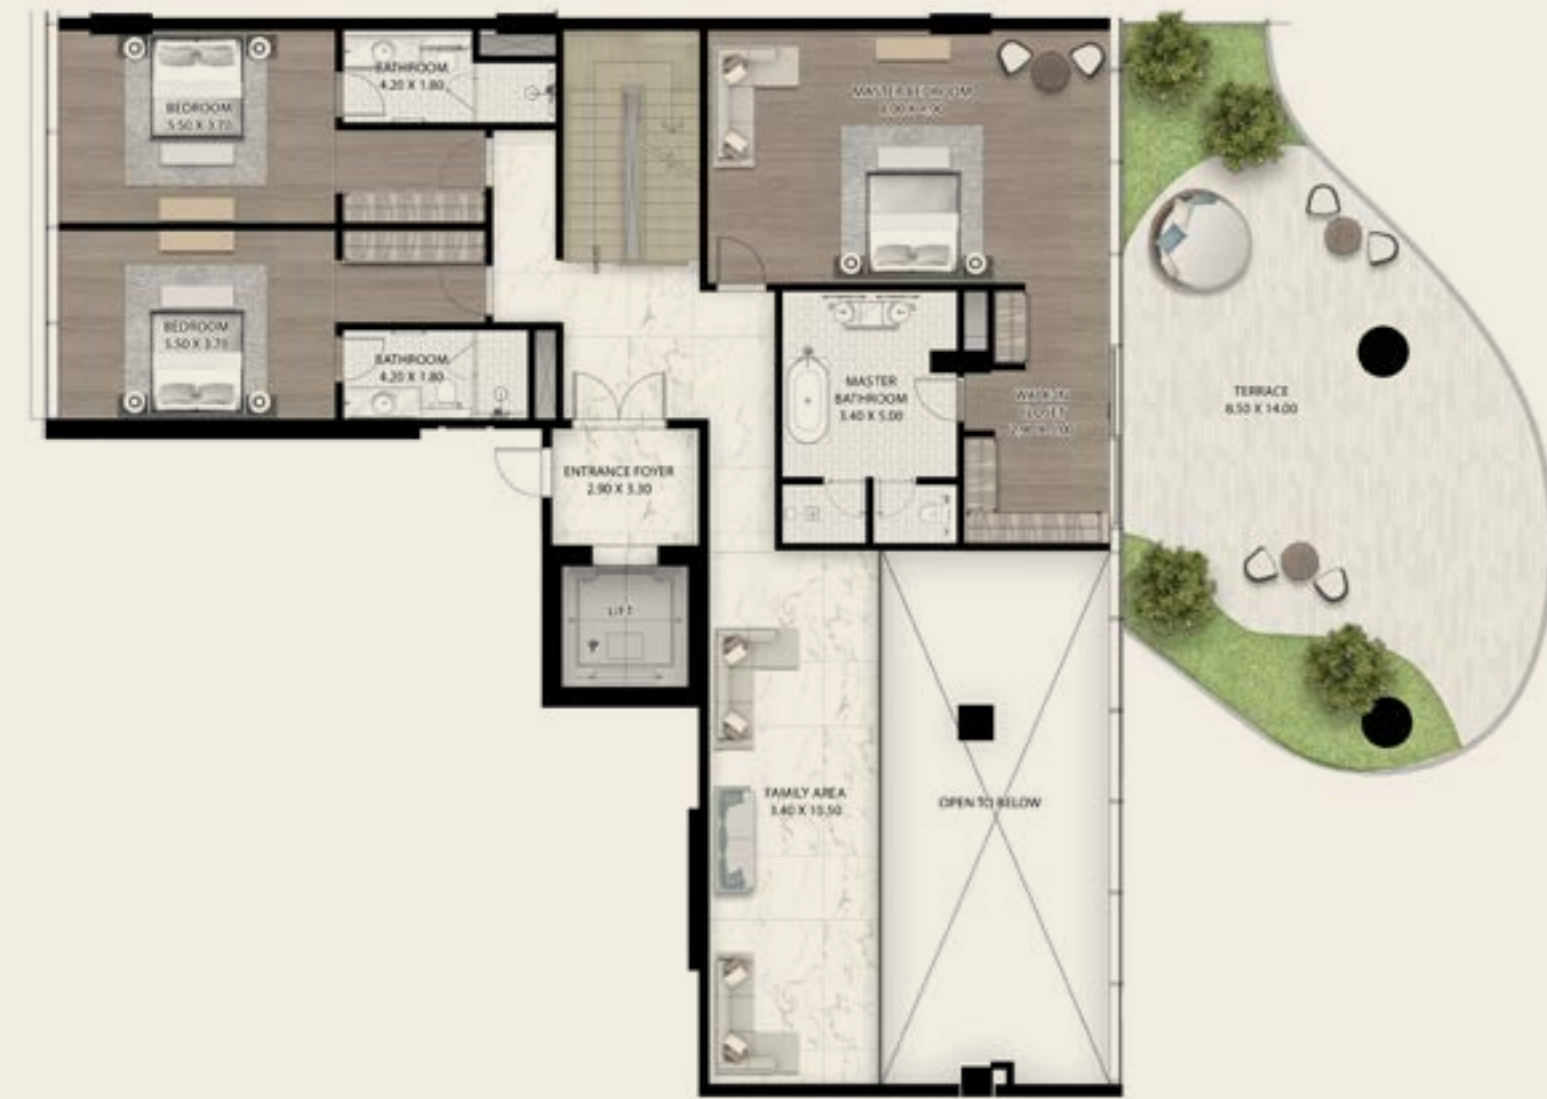 BATHROOM
4.20 X 1.80
BEDROOM
5.50 X 3.70
MASTER BEDROOM
BEDROOM
5.50 X 3.70
BATHROOM
4.20 X 1.80
MASTER
BATHROOM
3.40 X 5.00
WALK-IN
CLOSET
TERRACE
8.50 X 14.00
ENTRANCE FOYER
2.90 X 3.30
LIFT
FAMILY AREA
3.40 X 10.50
OPEN TO BELOW